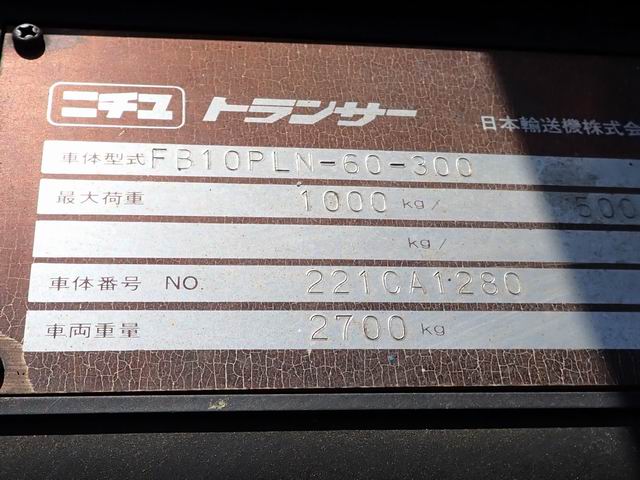 ニチユ トランサー 日本輸送機株式会
車体型式 FB10PLN-60-300
最大荷重 1000 kg/ 500
kg/
車体番号 NO. 221CA1280
車両重量 2700 kg